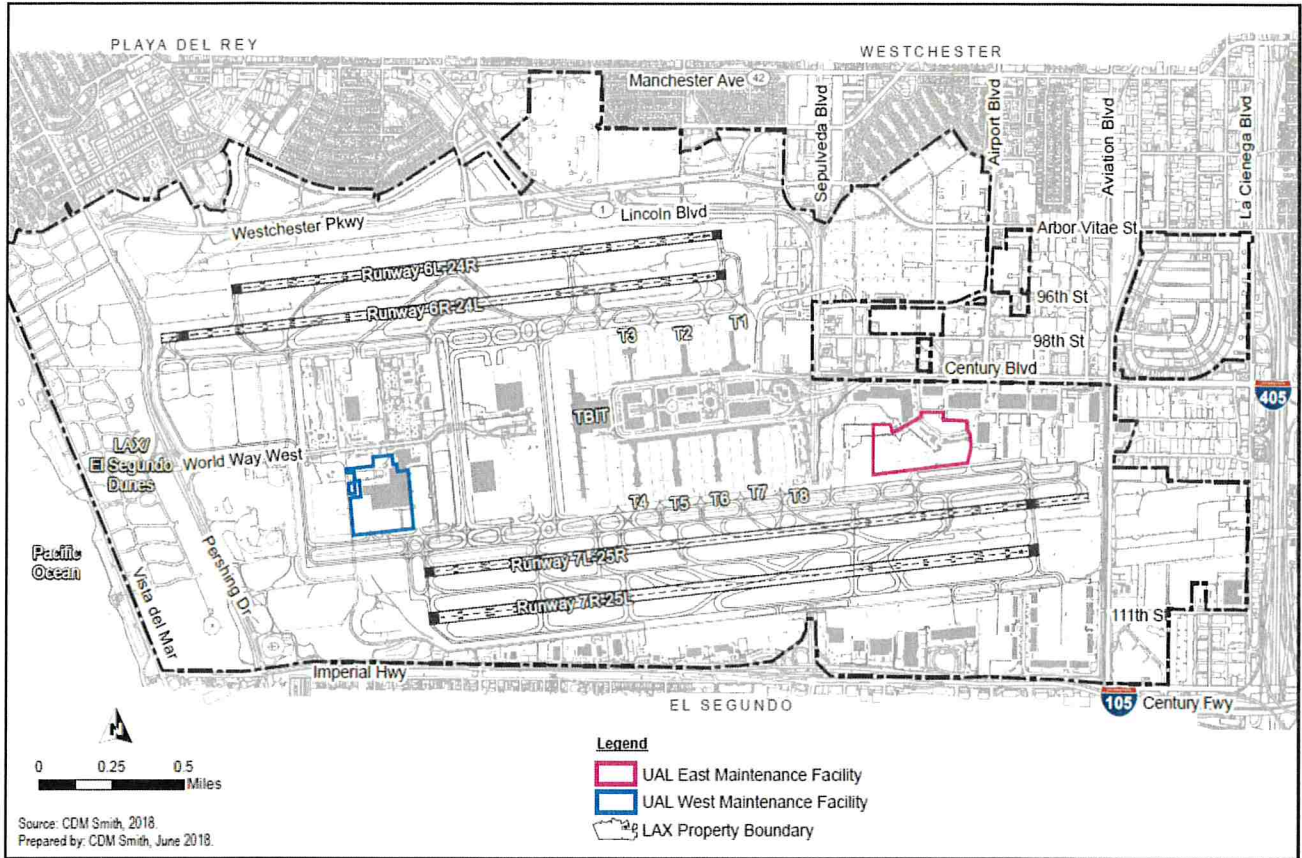 PLAYA DEL REY
WESTCHESTER
Manchester Ave 42
Sepulveda Blvd
Airport Blvd
Aviation Blvd
La Cienega Blvd
1 Lincoln Blvd
Westchester Pkwy
Arbor Vitae St
Runway 6L-24R
Runway 6R-24L
96th St
98th St
T3
T2
T1
Century Blvd
INTERSTATE
405
TBIT
LAX/
El Segundo
Dunes
World Way West
T4
T5
T6
T7
T8
Pacific
Ocean
Vista del Mar
Pershing Dr
Runway 7L-25R
Runway 7R-25L
111th St
Imperial Hwy
EL SEGUNDO
INTERSTATE
105 Century Fwy
N
0 0.25 0.5
Miles
Legend
UAL East Maintenance Facility
UAL West Maintenance Facility
LAX Property Boundary
Source: CDM Smith, 2018.
Prepared by: CDM Smith, June 2018.